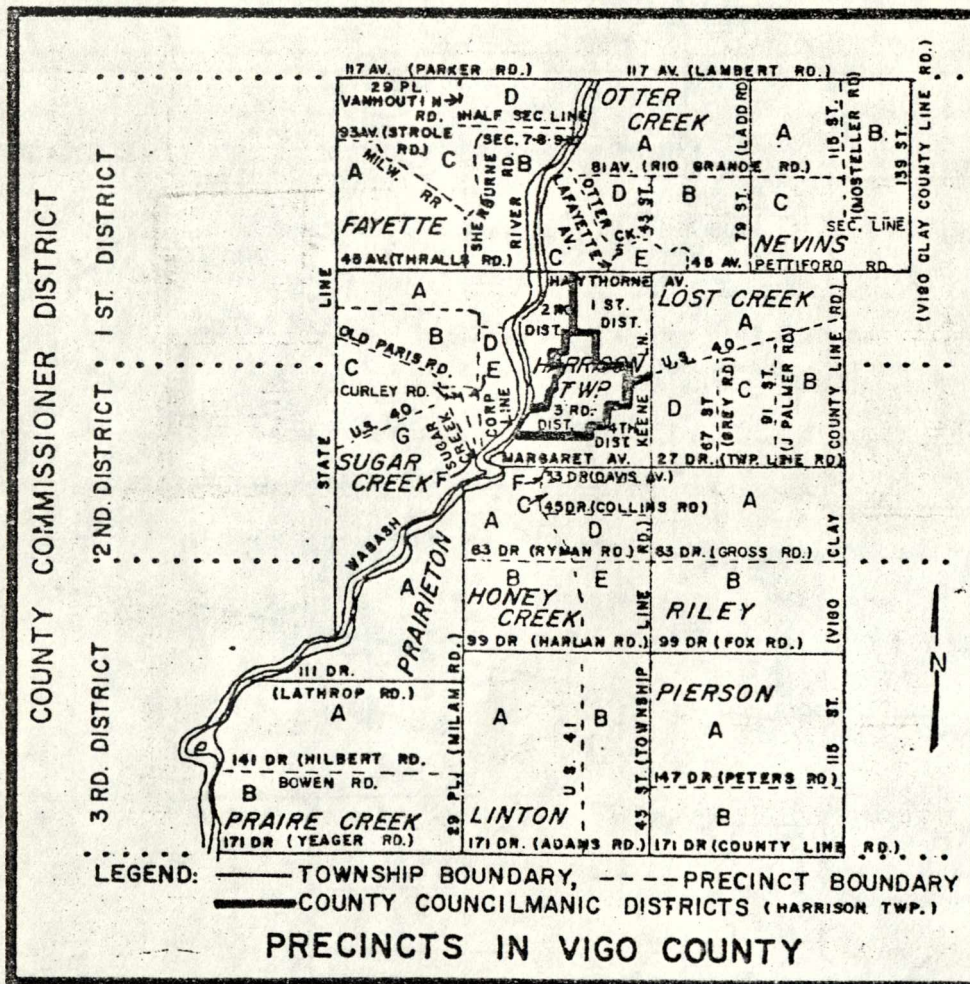 117 AV. (PARKER RD.) 117 AV. (LAMBERT RD.)
29 PL.
VANHOUTIN
RD.
D
HALF SEC. LINE
OTTER
CREEK
A
(LADD RD)
A
115 ST.
(MOSTELLER RD)
B
139 ST.
(VIGO CLAY COUNTY LINE RD.)
93 AV. (STROLE
RD.)
SEC. 7-8-9
81 AV. (RIO GRANDE RD.)
A
MILW. RR
C
SHERBURNE RD.
B
RIVER
OTTER
CK.
LAFAYETTE AV.
D
43 ST.
B
79 ST.
C
SEC. LINE
FAYETTE
48 AV. (THRALLS RD.)
C
E
48 AV.
NEVINS
PETTIFORD RD.
COUNTY COMMISSIONER DISTRICT
1 ST. DISTRICT
2ND. DISTRICT
3 RD. DISTRICT
STATE LINE
A
HAYTHORNE AV.
2 ND
DIST.
1 ST.
DIST.
LOST CREEK
A
OLD PARIS RD.
B
D
E
CORP LINE
HARRISON
TWP.
KEENE N.
U.S. 40
C
CURLEY RD.
3 RD.
DIST.
4TH
DIST.
D
67 ST
(GREY RD)
C
91 ST.
(J PALMER RD)
B
COUNTY LINE RD.)
U.S. 40
G
SUGAR CREEK
SUGAR
CREEK
F
MARGARET AV.
27 DR. (TWP. LINE RD)
WABASH
F
33 DR (DAVIS AV.)
C
45 DR (COLLINS RD)
A
D
A
63 DR (RYMAN RD.)
83 DR. (GROSS RD.)
CLAY
(VIGO
A
PRAIRIETON
B
E
B
HONEY
CREEK
RILEY
99 DR (HARLAN RD.)
99 DR (FOX RD.)
LINE RD.)
111 DR.
(LATHROP RD.)
A
29 PL. (MILAM RD.)
A
U S 41
B
43 ST (TOWNSHIP
PIERSON
A
115 ST.
141 DR (HILBERT RD.
BOWEN RD.
147 DR (PETERS RD)
B
PRAIRE CREEK
171 DR (YEAGER RD.)
LINTON
171 DR. (ADAMS RD.)
B
171 DR (COUNTY LINE RD.)
N
LEGEND: TOWNSHIP BOUNDARY, PRECINCT BOUNDARY
COUNTY COUNCILMANIC DISTRICTS (HARRISON TWP.)
PRECINCTS IN VIGO COUNTY